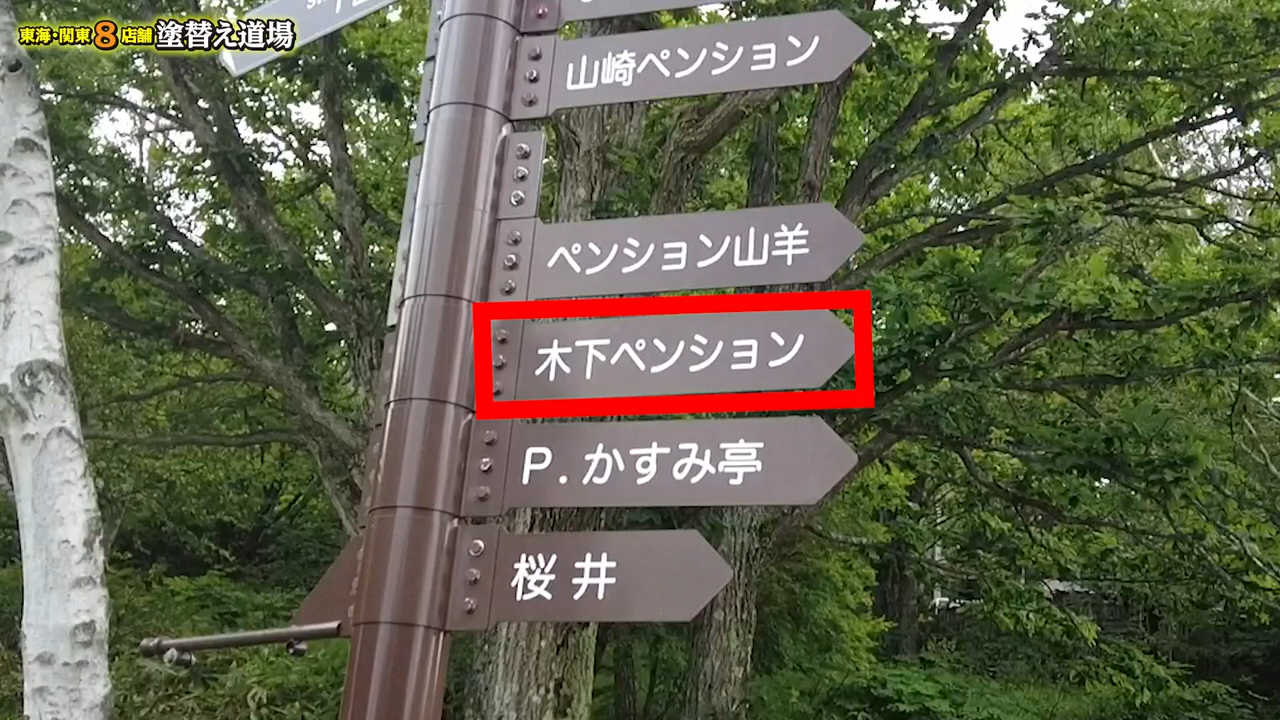 東海・関東8店舗塗替え道場
山崎ペンション
ペンション山羊
木下ペンション
P.かすみ亭
桜井